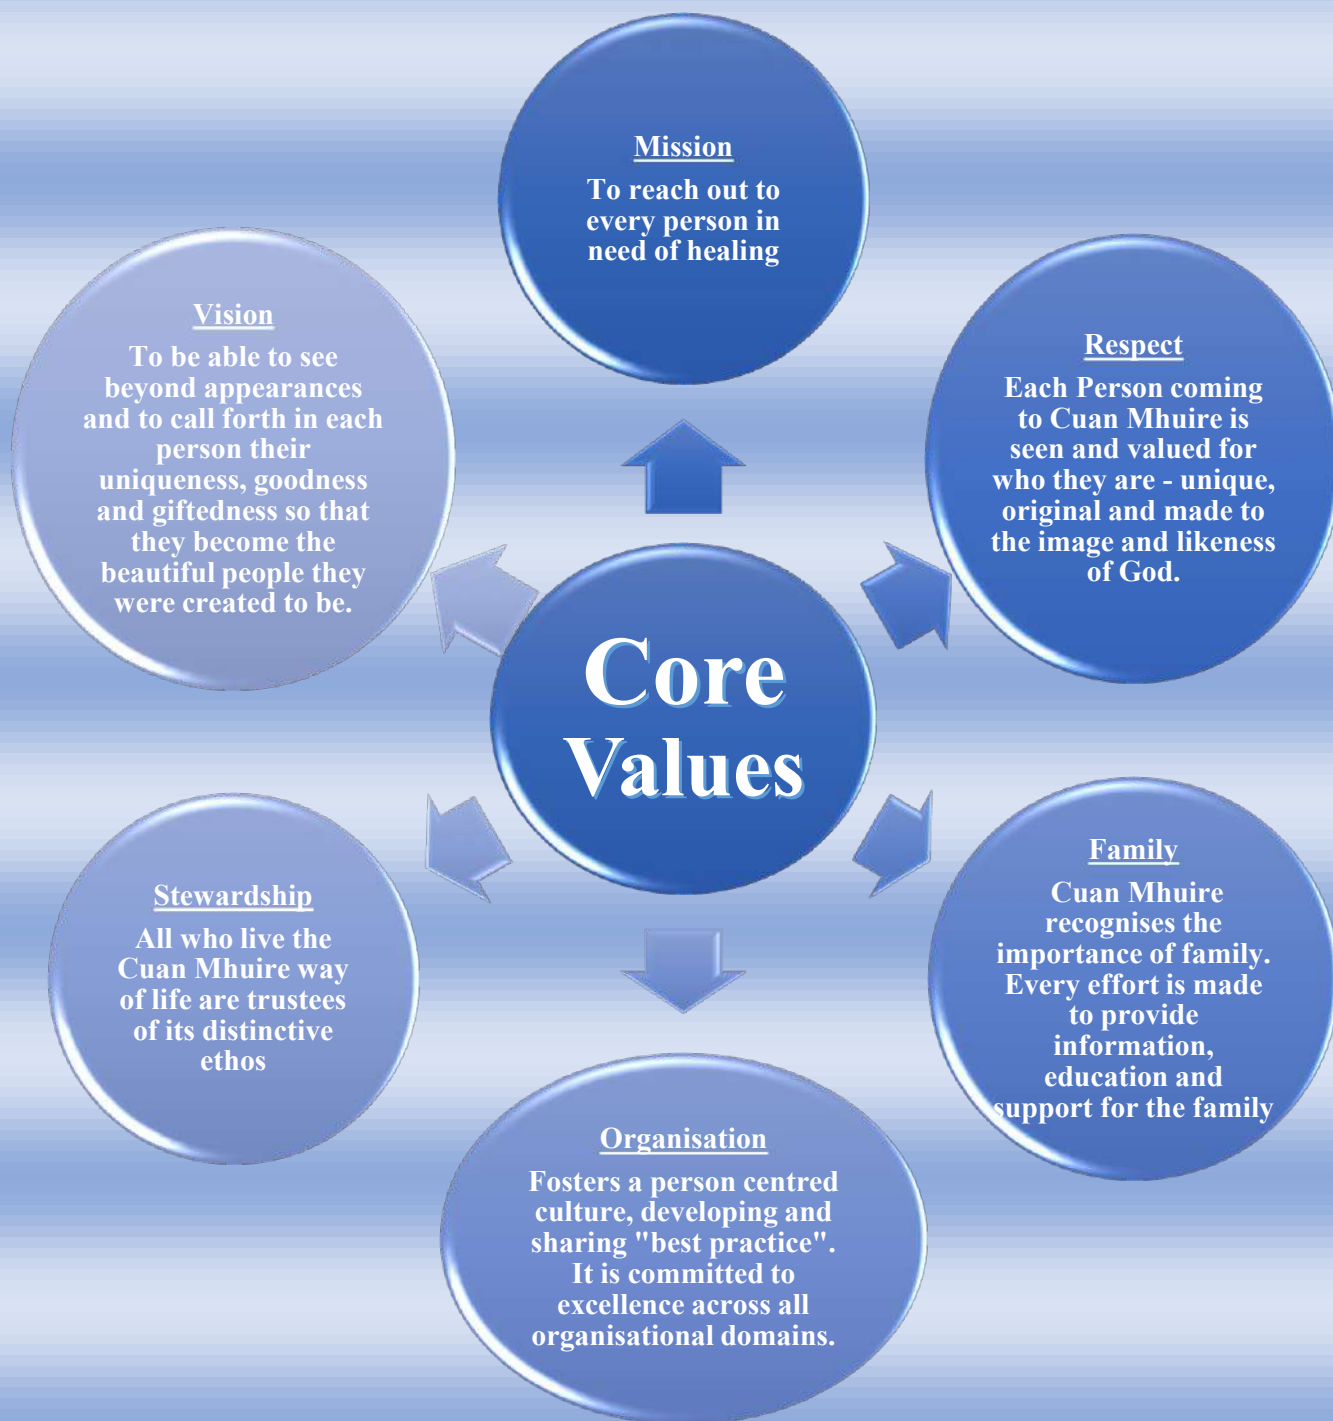 Mission
To reach out to
every person in
need of healing
Vision
To be able to see
beyond appearances
and to call forth in each
person their
uniqueness, goodness
and giftedness so that
they become the
beautiful people they
were created to be.
Respect
Each Person coming
to Cuan Mhuire is
seen and valued for
who they are - unique,
original and made to
the image and likeness
of God.
Core
Values
Stewardship
All who live the
Cuan Mhuire way
of life are trustees
of its distinctive
ethos
Family
Cuan Mhuire
recognises the
importance of family.
Every effort is made
to provide
information,
education and
support for the family
Organisation
Fosters a person centred
culture, developing and
sharing "best practice".
It is committed to
excellence across all
organisational domains.